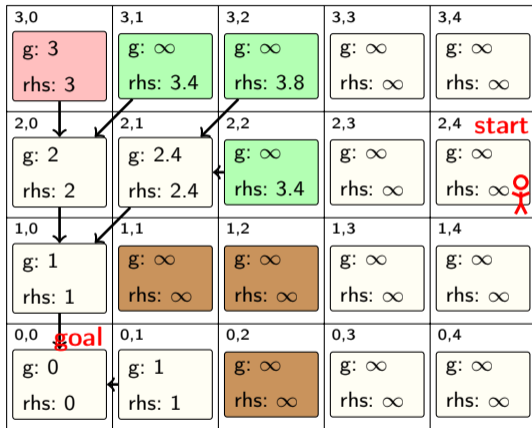 3,0 3,1 3,2 3,3 3,4
g: 3 g: ∞ g: ∞ g: ∞ g: ∞
rhs: 3 rhs: 3.4 rhs: 3.8 rhs: ∞ rhs: ∞
2,0 2,1 2,2 2,3 2,4 start
g: 2 g: 2.4 g: ∞ g: ∞ g: ∞
rhs: 2 rhs: 2.4 rhs: 3.4 rhs: ∞ rhs: ∞
1,0 1,1 1,2 1,3 1,4
g: 1 g: ∞ g: ∞ g: ∞ g: ∞
rhs: 1 rhs: ∞ rhs: ∞ rhs: ∞ rhs: ∞
0,0 goal 0,1 0,2 0,3 0,4
g: 0 g: 1 g: ∞ g: ∞ g: ∞
rhs: 0 rhs: 1 rhs: ∞ rhs: ∞ rhs: ∞